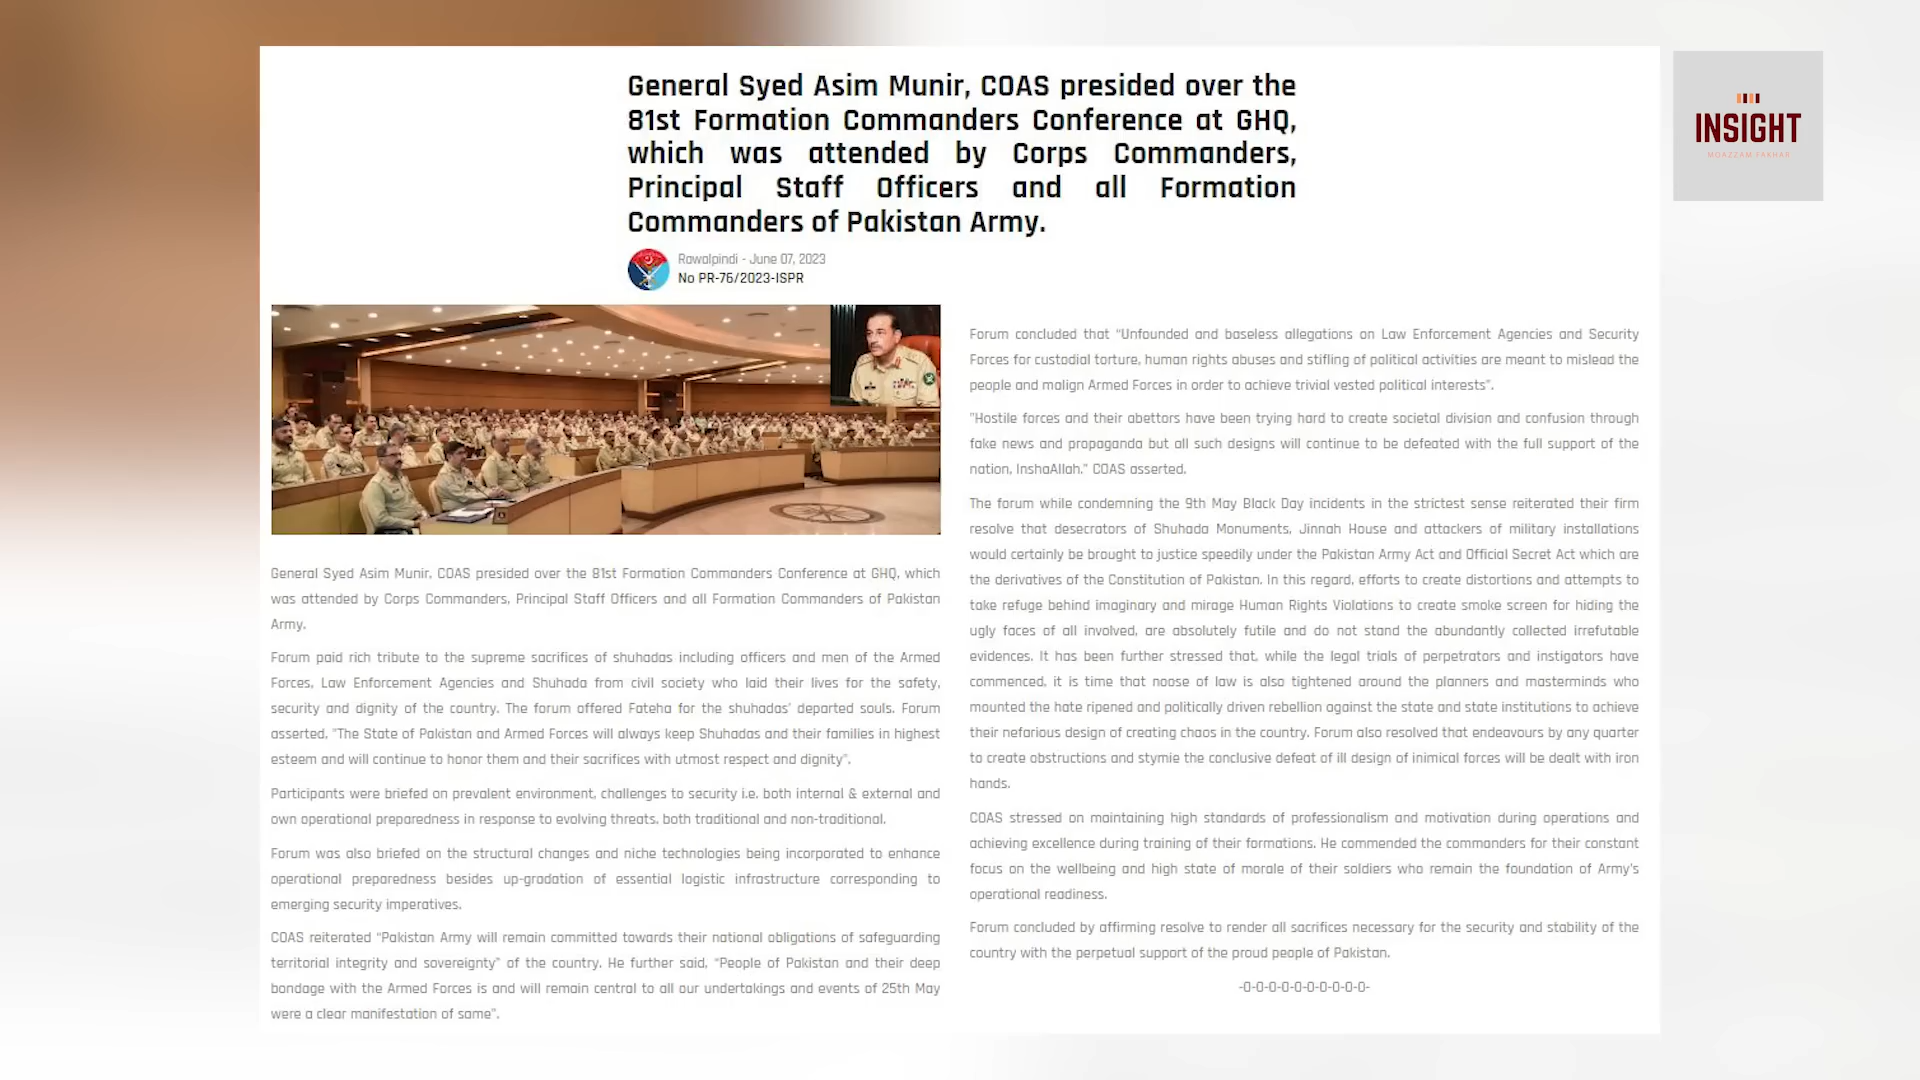 General Syed Asim Munir, COAS presided over the
81st Formation Commanders Conference at GHQ,
which was attended by Corps Commanders,
Principal Staff Officers and all Formation
Commanders of Pakistan Army.
Rawalpindi - June 07, 2023
No PR-76/2023-ISPR
General Syed Asim Munir, COAS presided over the 81st Formation Commanders Conference at GHQ, which
was attended by Corps Commanders, Principal Staff Officers and all Formation Commanders of Pakistan
Army.
Forum paid rich tribute to the supreme sacrifices of shuhadas including officers and men of the Armed
Forces, Law Enforcement Agencies and Shuhada from civil society who laid their lives for the safety,
security and dignity of the country. The forum offered Fateha for the shuhadas' departed souls. Forum
asserted, "The State of Pakistan and Armed Forces will always keep Shuhadas and their families in highest
esteem and will continue to honor them and their sacrifices with utmost respect and dignity".
Participants were briefed on prevalent environment, challenges to security i.e. both internal & external and
own operational preparedness in response to evolving threats, both traditional and non-traditional.
Forum was also briefed on the structural changes and niche technologies being incorporated to enhance
operational preparedness besides up-gradation of essential logistic infrastructure corresponding to
emerging security imperatives.
COAS reiterated "Pakistan Army will remain committed towards their national obligations of safeguarding
territorial integrity and sovereignty" of the country. He further said, "People of Pakistan and their deep
bondage with the Armed Forces is and will remain central to all our undertakings and events of 25th May
were a clear manifestation of same".
Forum concluded that "Unfounded and baseless allegations on Law Enforcement Agencies and Security
Forces for custodial torture, human rights abuses and stifling of political activities are meant to mislead the
people and malign Armed Forces in order to achieve trivial vested political interests".
"Hostile forces and their abettors have been trying hard to create societal division and confusion through
fake news and propaganda but all such designs will continue to be defeated with the full support of the
nation, InshaAllah." COAS asserted.
The forum while condemning the 9th May Black Day incidents in the strictest sense reiterated their firm
resolve that desecrators of Shuhada Monuments, Jinnah House and attackers of military installations
would certainly be brought to justice speedily under the Pakistan Army Act and Official Secret Act which are
the derivatives of the Constitution of Pakistan. In this regard, efforts to create distortions and attempts to
take refuge behind imaginary and mirage Human Rights Violations to create smoke screen for hiding the
ugly faces of all involved, are absolutely futile and do not stand the abundantly collected irrefutable
evidences. It has been further stressed that, while the legal trials of perpetrators and instigators have
commenced, it is time that noose of law is also tightened around the planners and masterminds who
mounted the hate ripened and politically driven rebellion against the state and state institutions to achieve
their nefarious design of creating chaos in the country. Forum also resolved that endeavours by any quarter
to create obstructions and stymie the conclusive defeat of ill design of inimical forces will be dealt with iron
hands.
COAS stressed on maintaining high standards of professionalism and motivation during operations and
achieving excellence during training of their formations. He commended the commanders for their constant
focus on the wellbeing and high state of morale of their soldiers who remain the foundation of Army's
operational readiness.
Forum concluded by affirming resolve to render all sacrifices necessary for the security and stability of the
country with the perpetual support of the proud people of Pakistan.
-0-0-0-0-0-0-0-0-0-0-
INSIGHT
MOAZZAM FAKHAR